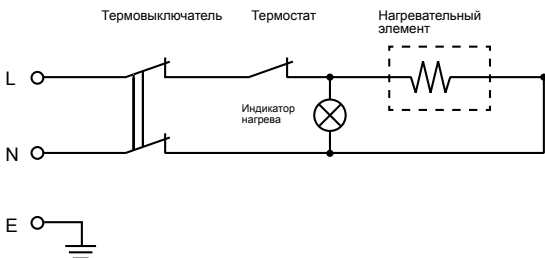 Термовыключатель
Термостат
Нагревательный
элемент
L
Индикатор
нагрева
N
E